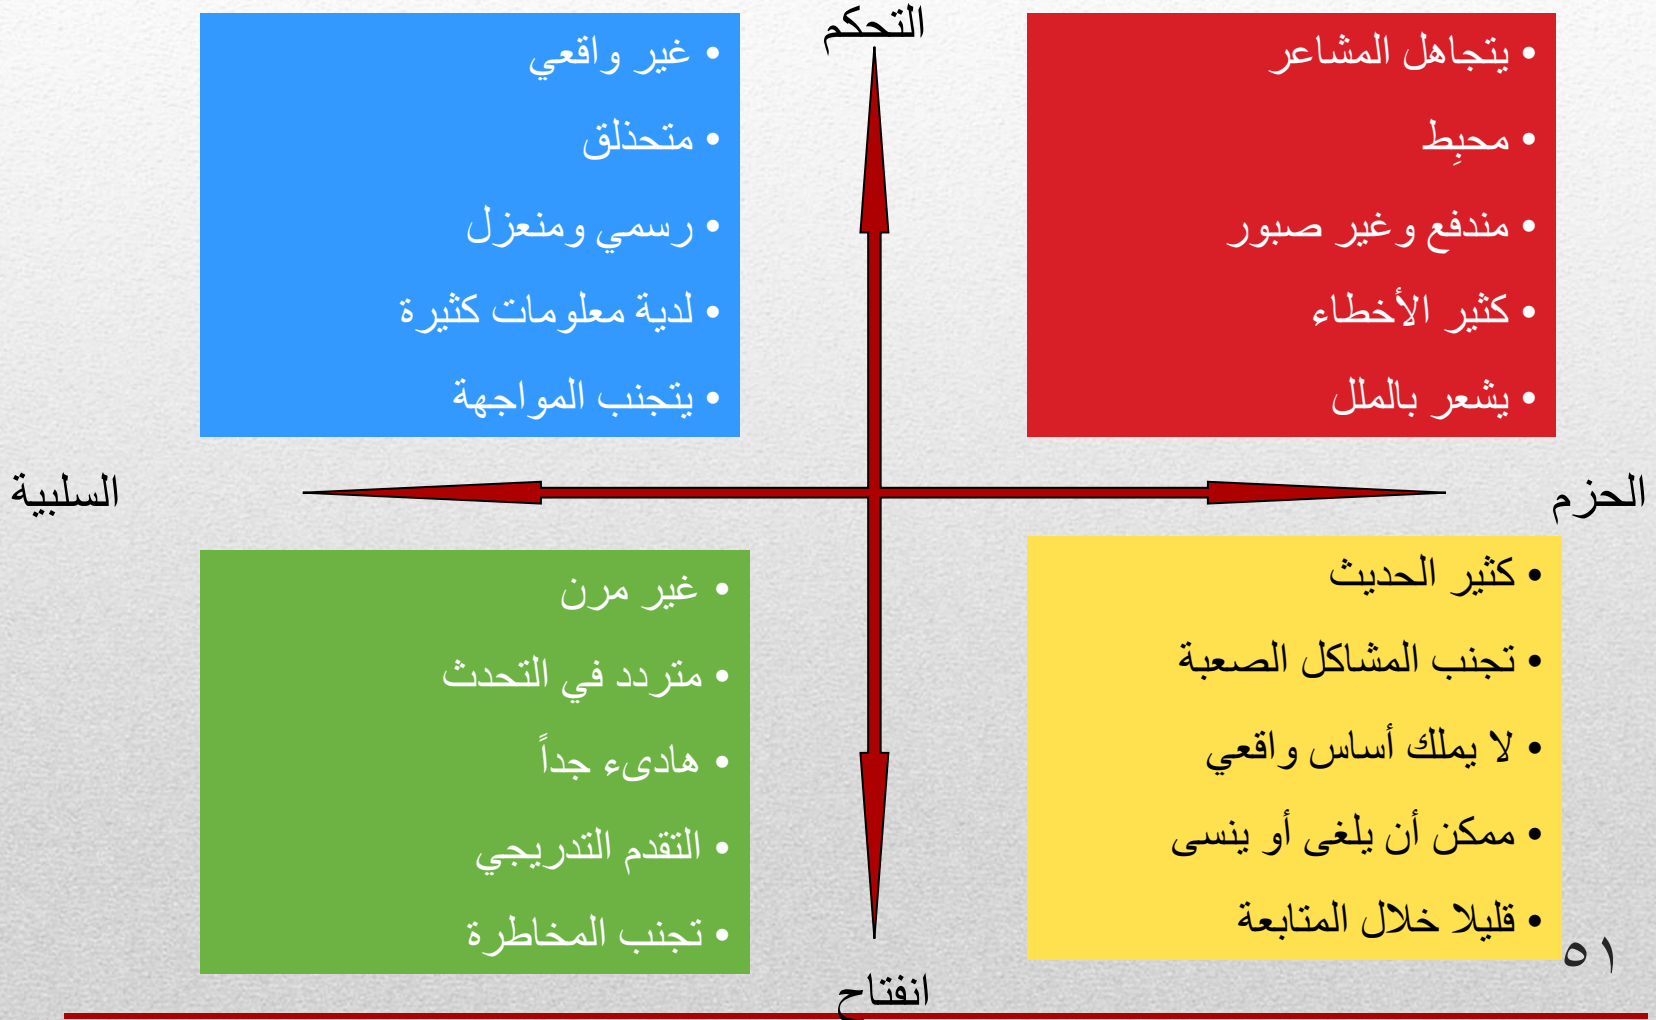 التحكم
• يتجاهل المشاعر
• محبِط
• مندفع وغير صبور
• كثير الأخطاء
• يشعر بالملل
• غير واقعي
• متحذلق
• رسمي ومنعزل
• لدية معلومات كثيرة
• يتجنب المواجهة
الحزم
السلبية
• كثير الحديث
• تجنب المشاكل الصعبة
• لا يملك أساس واقعي
• ممكن أن يلغى أو ينسى
• قليلا خلال المتابعة
• غير مرن
• متردد في التحدث
• هادىء جداً
• التقدم التدريجي
• تجنب المخاطرة
٥١
انفتاح